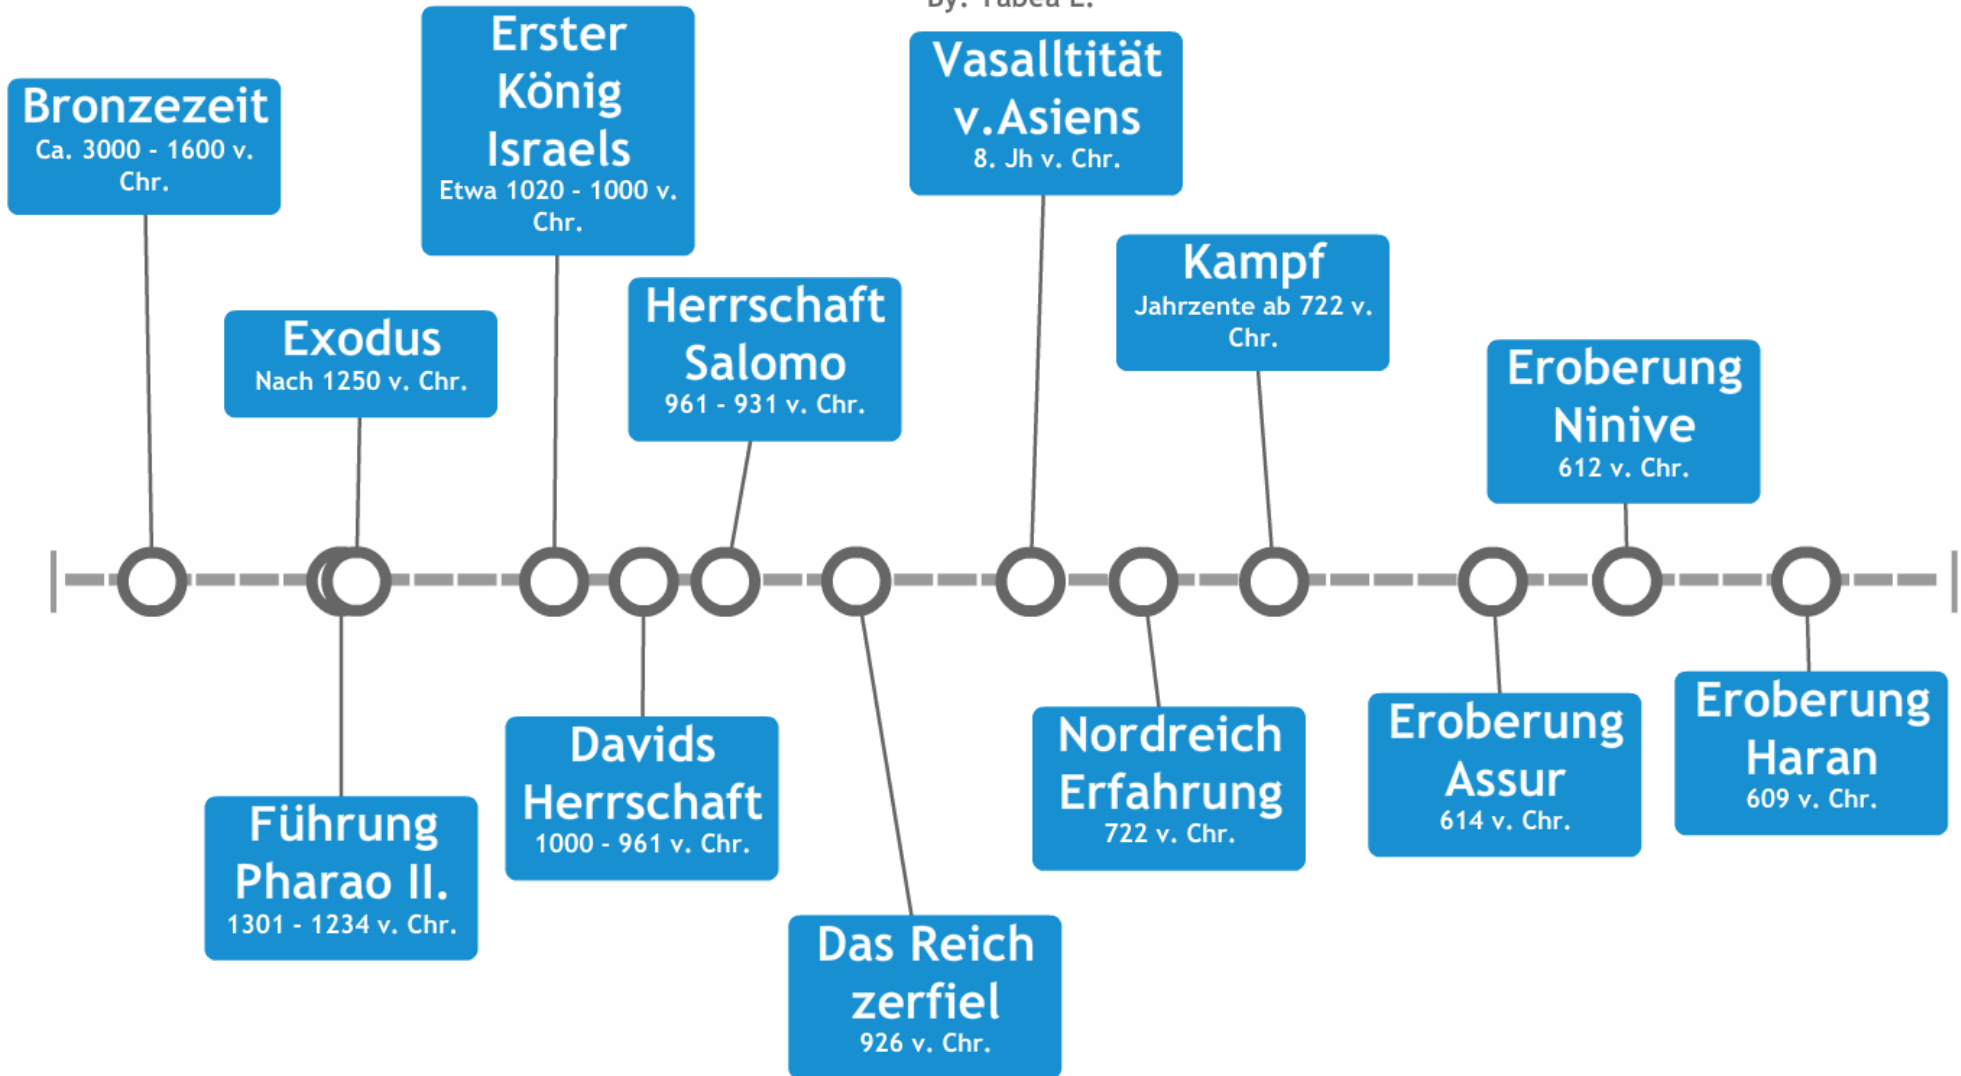 By: Tabea E.
Bronzezeit
Ca. 3000 - 1600 v.
Chr.
Führung
Pharao II.
1301 - 1234 v. Chr.
Exodus
Nach 1250 v. Chr.
Erster
König
Israels
Etwa 1020 - 1000 v.
Chr.
Davids
Herrschaft
1000 - 961 v. Chr.
Herrschaft
Salomo
961 - 931 v. Chr.
Das Reich
zerfiel
926 v. Chr.
Vasalltität
v.Asiens
8. Jh v. Chr.
Nordreich
Erfahrung
722 v. Chr.
Kampf
Jahrzente ab 722 v.
Chr.
Eroberung
Assur
614 v. Chr.
Eroberung
Ninive
612 v. Chr.
Eroberung
Haran
609 v. Chr.